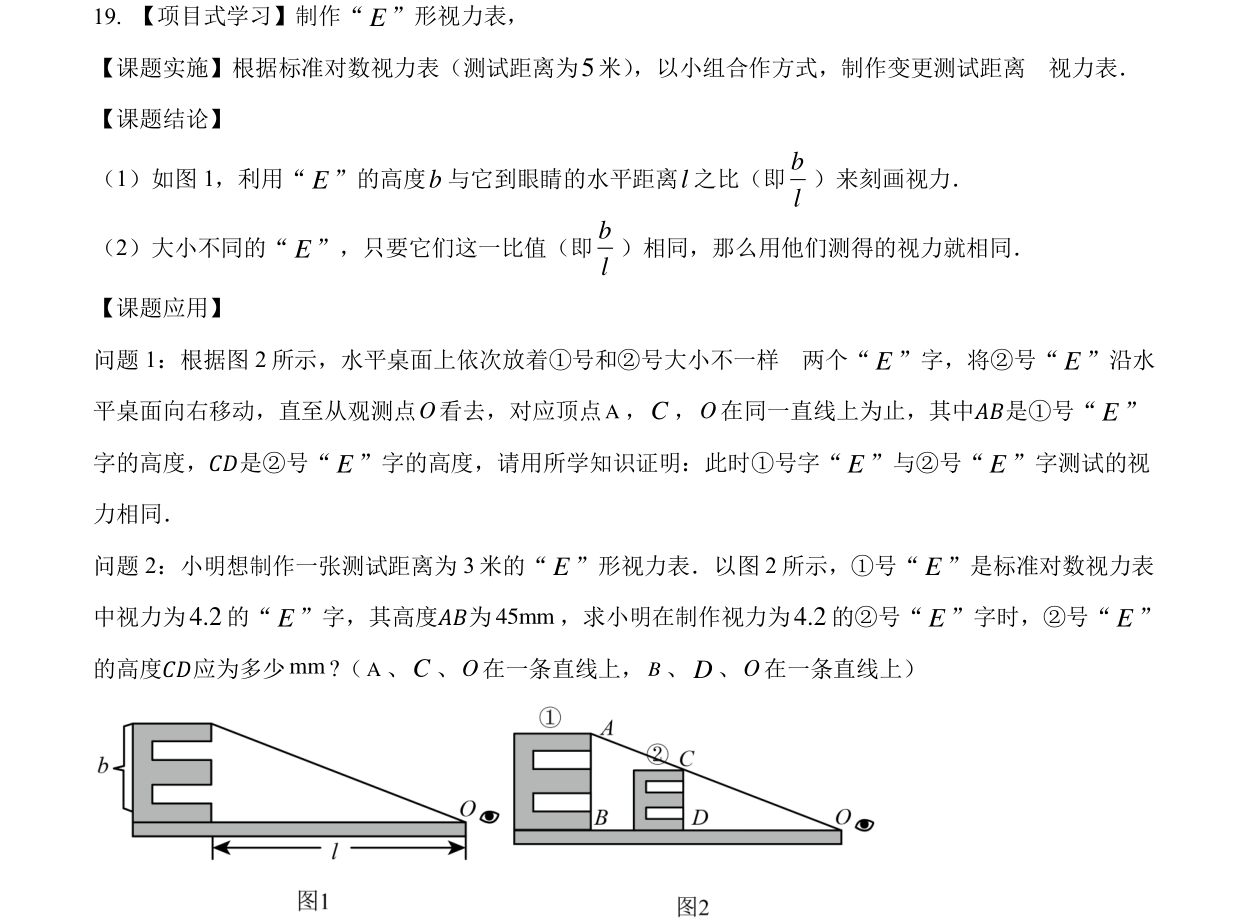 19. 【项目式学习】制作“E”形视力表，
【课题实施】根据标准对数视力表（测试距离为5米），以小组合作方式，制作变更测试距离 视力表．
【课题结论】
（1）如图 1，利用“E”的高度b与它到眼睛的水平距离l之比（即b/l）来刻画视力．
（2）大小不同的“E”，只要它们这一比值（即b/l）相同，那么用他们测得的视力就相同．
【课题应用】
问题 1：根据图 2 所示，水平桌面上依次放着①号和②号大小不一样 两个“E”字，将②号“E”沿水
平桌面向右移动，直至从观测点O看去，对应顶点A，C，O在同一直线上为止，其中AB是①号“E”
字的高度，CD是②号“E”字的高度，请用所学知识证明：此时①号字“E”与②号“E”字测试的视
力相同．
问题 2：小明想制作一张测试距离为 3 米的“E”形视力表．以图 2 所示，①号“E”是标准对数视力表
中视力为4.2的“E”字，其高度AB为45mm，求小明在制作视力为4.2的②号“E”字时，②号“E”
的高度CD应为多少mm？（A、C、O在一条直线上，B、D、O在一条直线上）
b
O
l
图1
①
A
②
C
B
D
O
图2